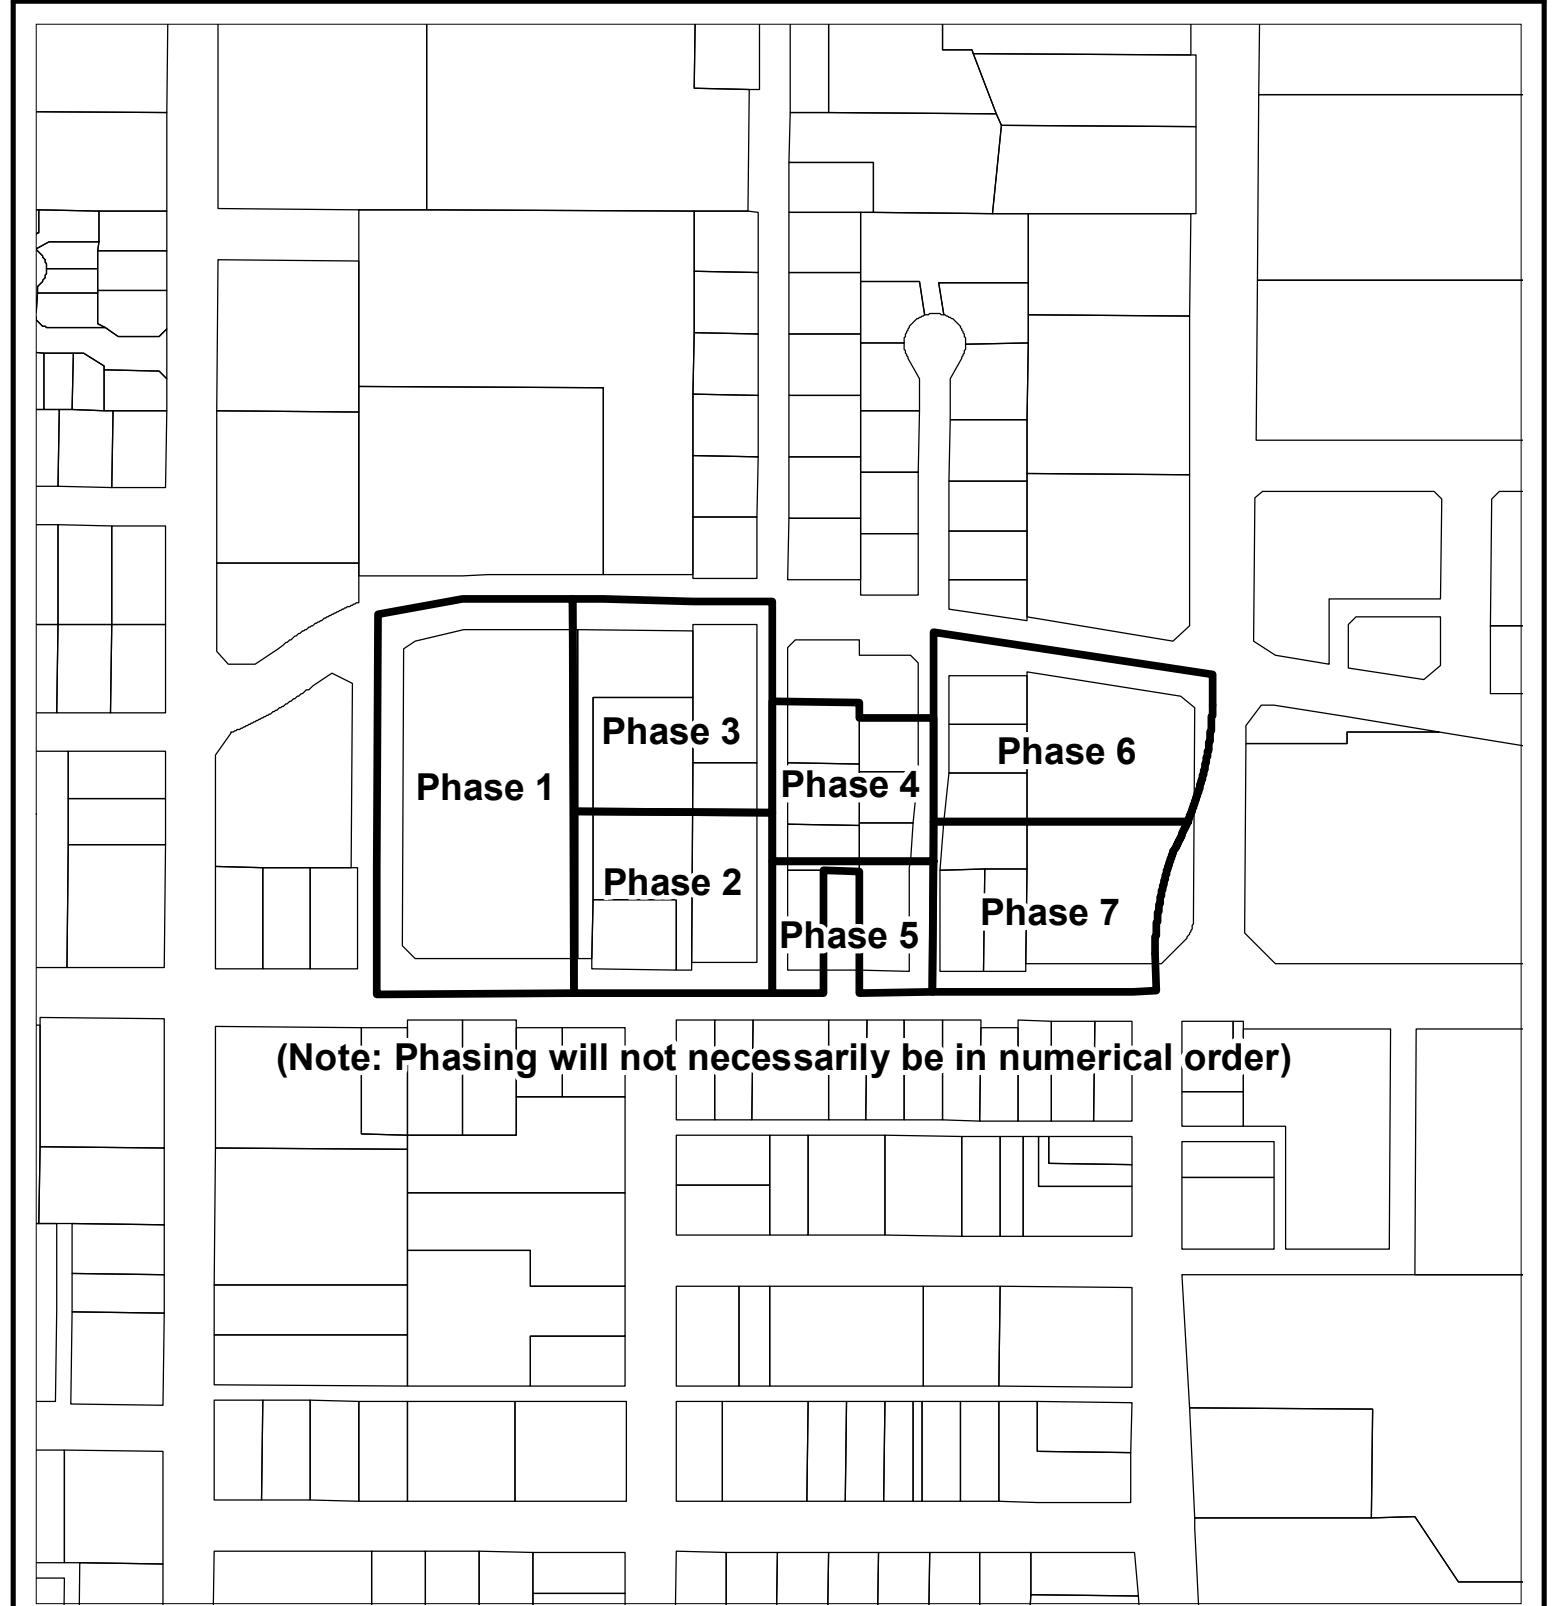 Phase 3
Phase 6
Phase 1
Phase 4
Phase 2
Phase 7
Phase 5
(Note: Phasing will not necessarily be in numerical order)